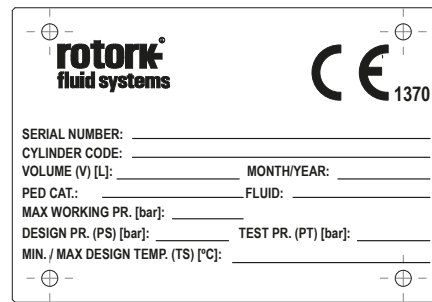 rotork®
fluid systems
CE 1370
SERIAL NUMBER:
CYLINDER CODE:
VOLUME (V) [L]: MONTH/YEAR:
PED CAT.: FLUID:
MAX WORKING PR. [bar]:
DESIGN PR. (PS) [bar]: TEST PR. (PT) [bar]:
MIN. / MAX DESIGN TEMP. (TS) [ºC]: